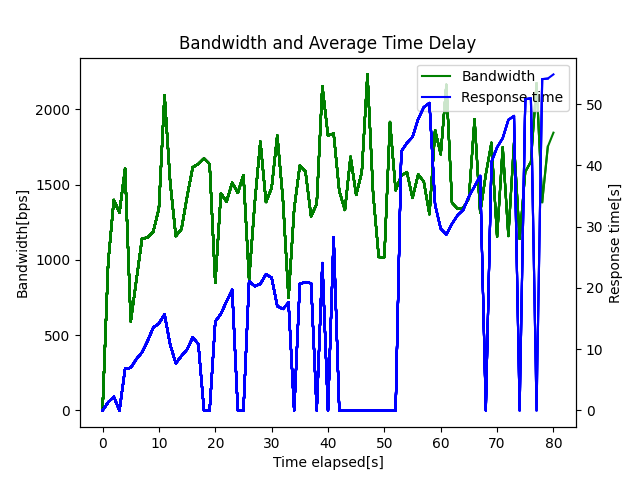 Bandwidth and Average Time Delay
Bandwidth
Response time
2000
1500
1000
500
0
Bandwidth[bps]
50
40
30
20
10
0
Response time[s]
0 10 20 30 40 50 60 70 80
Time elapsed[s]